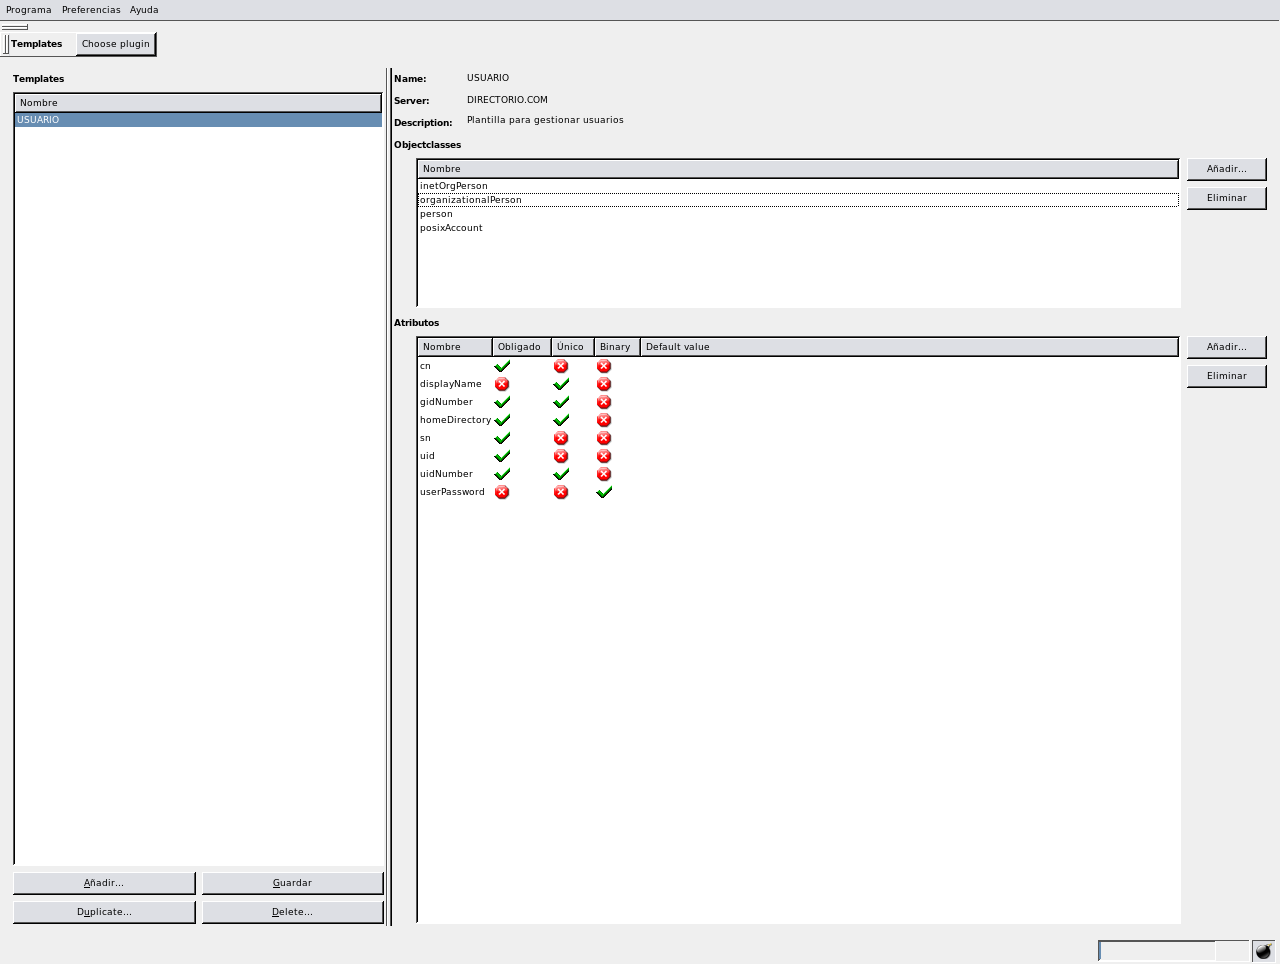 Programa Preferencias Ayuda
Templates Choose plugin
Templates
Nombre
USUARIO
Añadir... Guardar
Duplicate... Delete...
Name: USUARIO
Server: DIRECTORIO.COM
Description: Plantilla para gestionar usuarios
Objectclasses
Nombre
inetOrgPerson
organizationalPerson
person
posixAccount
Añadir...
Eliminar
Atributos
Nombre Obligado Único Binary Default value
cn
displayName
gidNumber
homeDirectory
sn
uid
uidNumber
userPassword
Añadir...
Eliminar